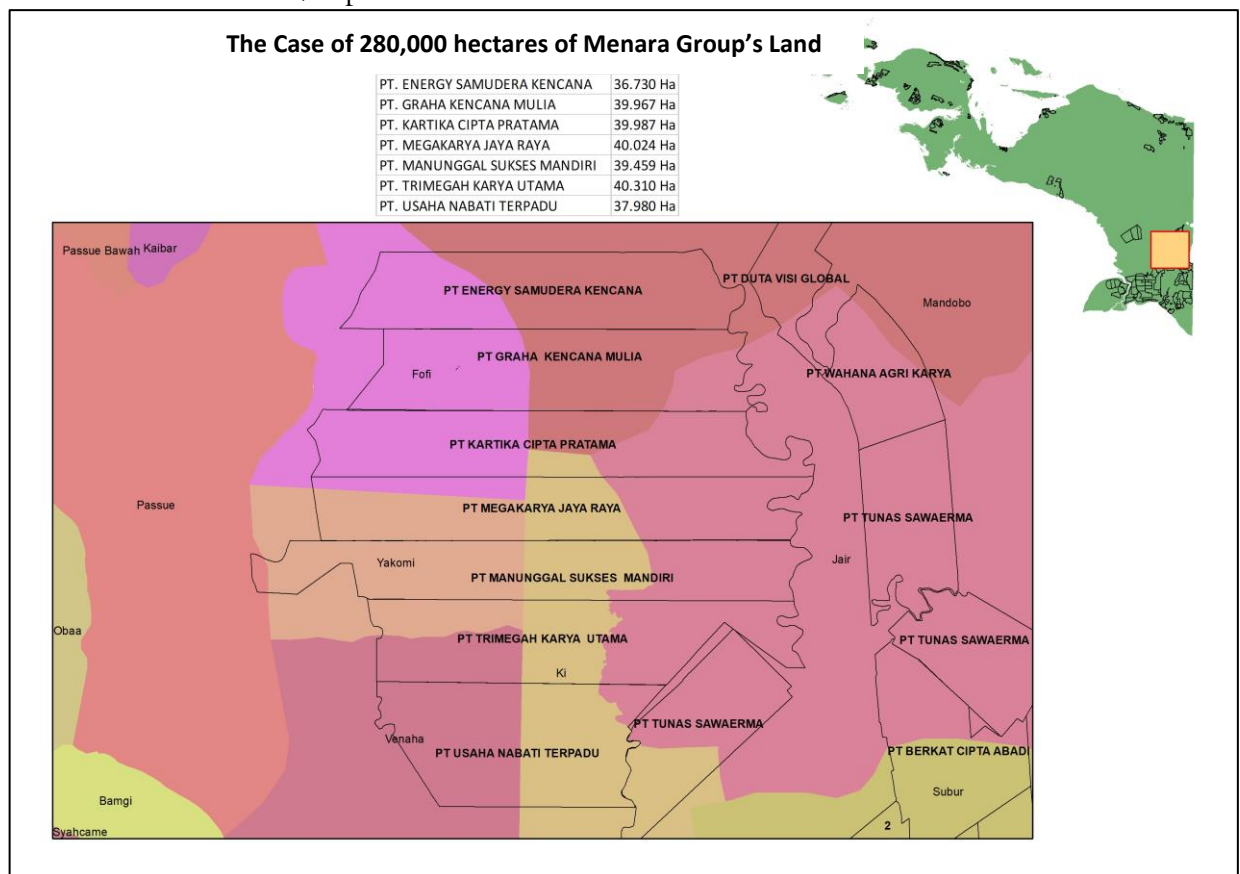 The Case of 280,000 hectares of Menara Group's Land
PT. ENERGY SAMUDERA KENCANA 36.730 Ha
PT. GRAHA KENCANA MULIA 39.967 Ha
PT. KARTIKA CIPTA PRATAMA 39.987 Ha
PT. MEGAKARYA JAYA RAYA 40.024 Ha
PT. MANUNGGAL SUKSES MANDIRI 39.459 Ha
PT. TRIMEGAH KARYA UTAMA 40.310 Ha
PT. USAHA NABATI TERPADU 37.980 Ha
Passue Bawah Kaibar
PT DUTA VISI GLOBAL
PT ENERGY SAMUDERA KENCANA
Mandobo
PT GRAHA KENCANA MULIA
Fofi
PT WAHANA AGRI KARYA
PT KARTIKA CIPTA PRATAMA
Passue
PT MEGAKARYA JAYA RAYA
PT TUNAS SAWAERMA
Yakomi
Jair
PT MANUNGGAL SUKSES MANDIRI
Obaa
PT TRIMEGAH KARYA UTAMA
PT TUNAS SAWAERMA
Ki
PT TUNAS SAWAERMA
Venaha
PT USAHA NABATI TERPADU
PT BERKAT CIPTA ABADI
Bamgi
Subur
Syahcame
2